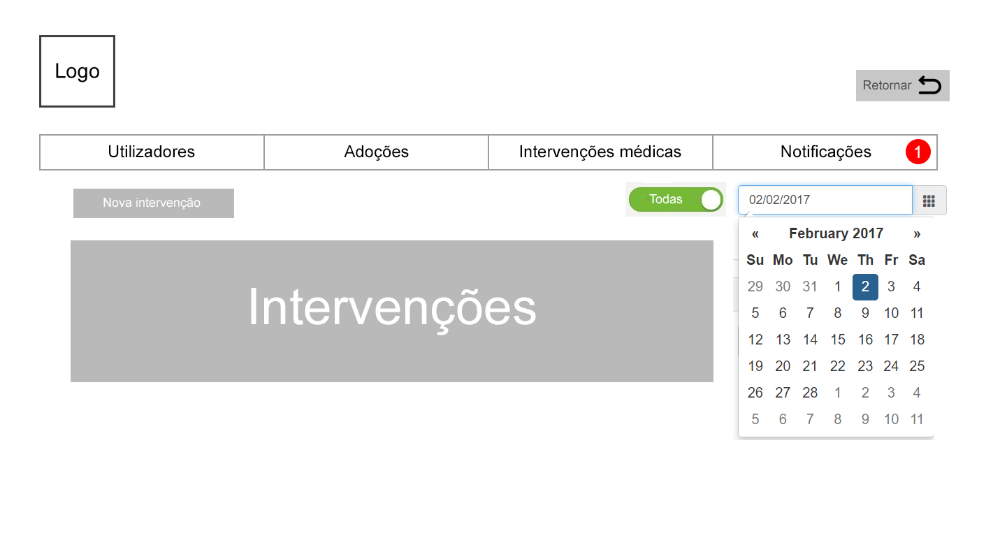 Logo
Retornar
Utilizadores Adoções Intervenções médicas Notificações 1
Nova intervenção Todas 02/02/2017
« February 2017 »
Su Mo Tu We Th Fr Sa
29 30 31 1 2 3 4
Intervenções
5 6 7 8 9 10 11
12 13 14 15 16 17 18
19 20 21 22 23 24 25
26 27 28 1 2 3 4
5 6 7 8 9 10 11